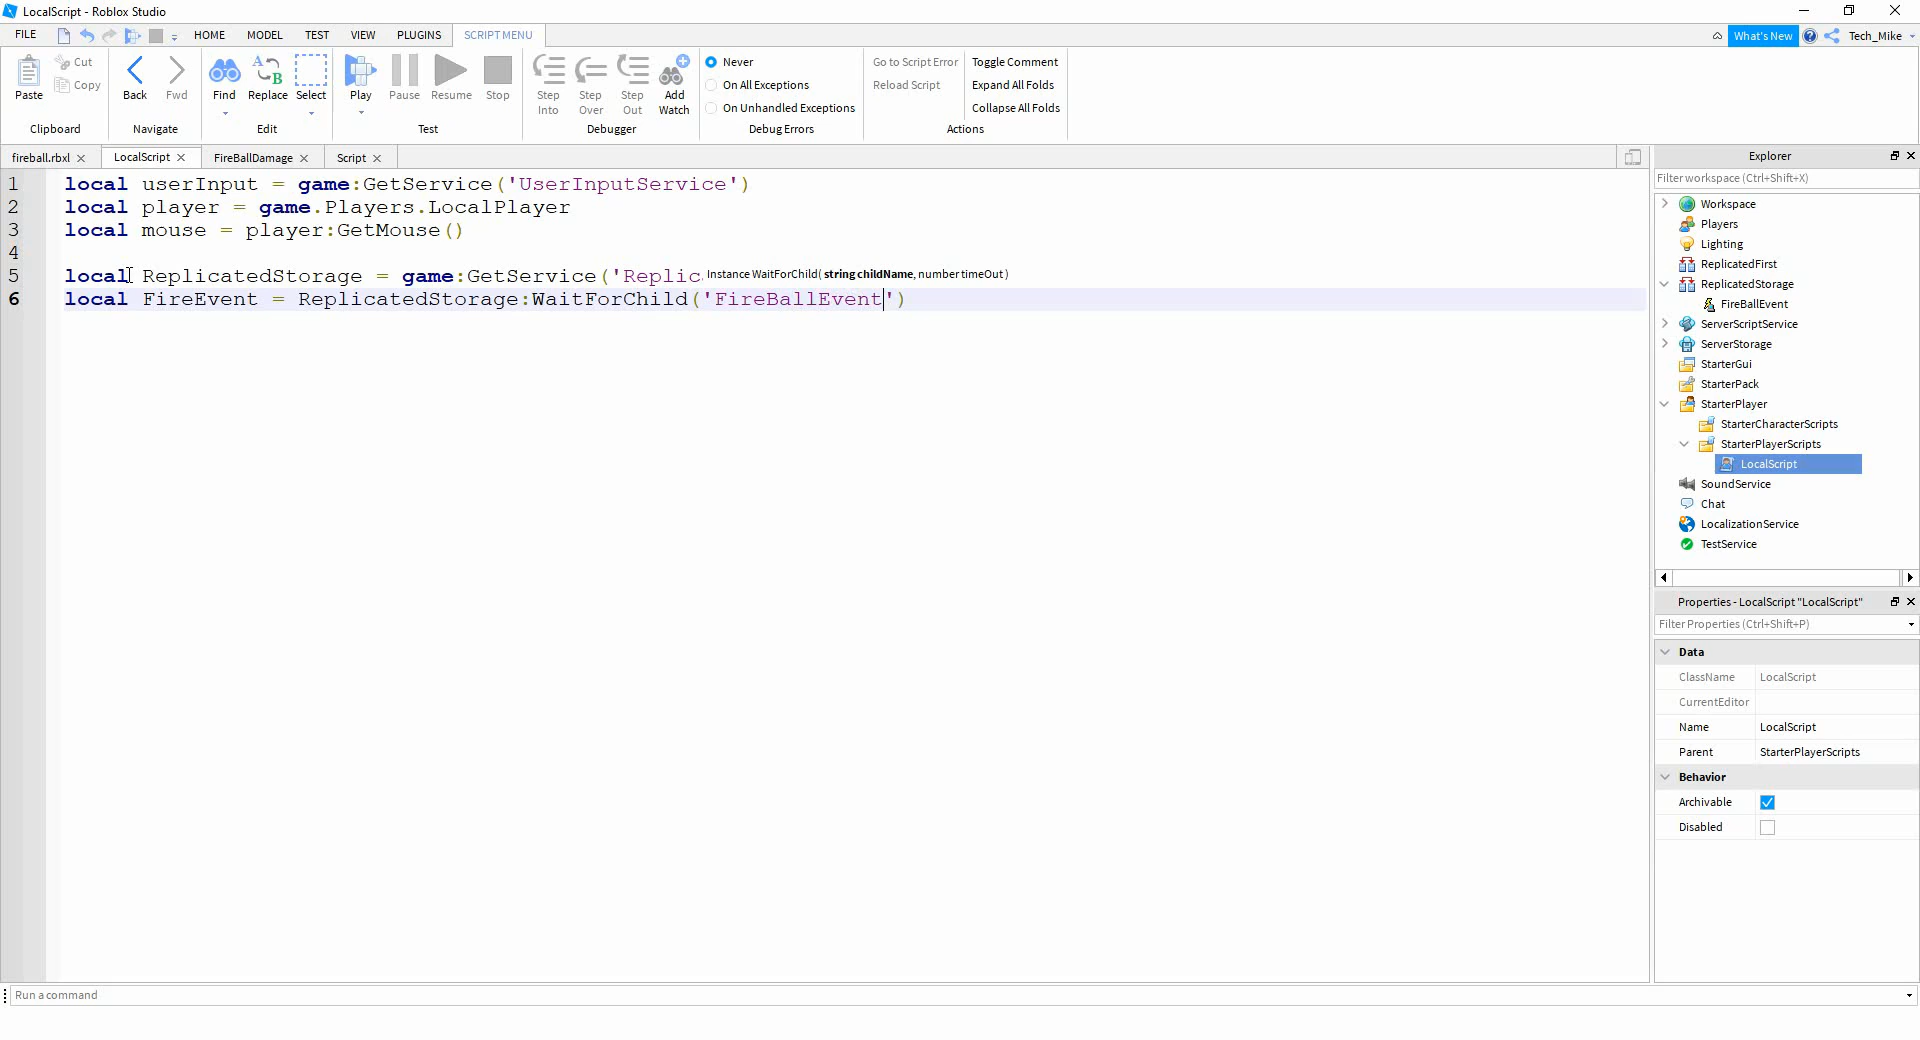 LocalScript - Roblox Studio
FILE HOME MODEL TEST VIEW PLUGINS SCRIPT MENU What's New Tech_Mike
Paste Cut Copy
Clipboard
Back Fwd
Navigate
Find Replace Select
Edit
Play Pause Resume Stop
Test
Step Into Step Over Step Out Add Watch
Debugger
Never
On All Exceptions
On Unhandled Exceptions
Debug Errors
Go to Script Error
Reload Script
Toggle Comment
Expand All Folds
Collapse All Folds
Actions
fireball.rbxl LocalScript FireBallDamage Script
1 local userInput = game:GetService('UserInputService')
2 local player = game.Players.LocalPlayer
3 local mouse = player:GetMouse()
4
5 local ReplicatedStorage = game:GetService('Replic
Instance WaitForChild( string childName, number timeOut )
6 local FireEvent = ReplicatedStorage:WaitForChild('FireBallEvent')
Explorer
Filter workspace (Ctrl+Shift+X)
Workspace
Players
Lighting
ReplicatedFirst
ReplicatedStorage
FireBallEvent
ServerScriptService
ServerStorage
StarterGui
StarterPack
StarterPlayer
StarterCharacterScripts
StarterPlayerScripts
LocalScript
SoundService
Chat
LocalizationService
TestService
Properties - LocalScript "LocalScript"
Filter Properties (Ctrl+Shift+P)
Data
ClassName LocalScript
CurrentEditor
Name LocalScript
Parent StarterPlayerScripts
Behavior
Archivable
Disabled
Run a command